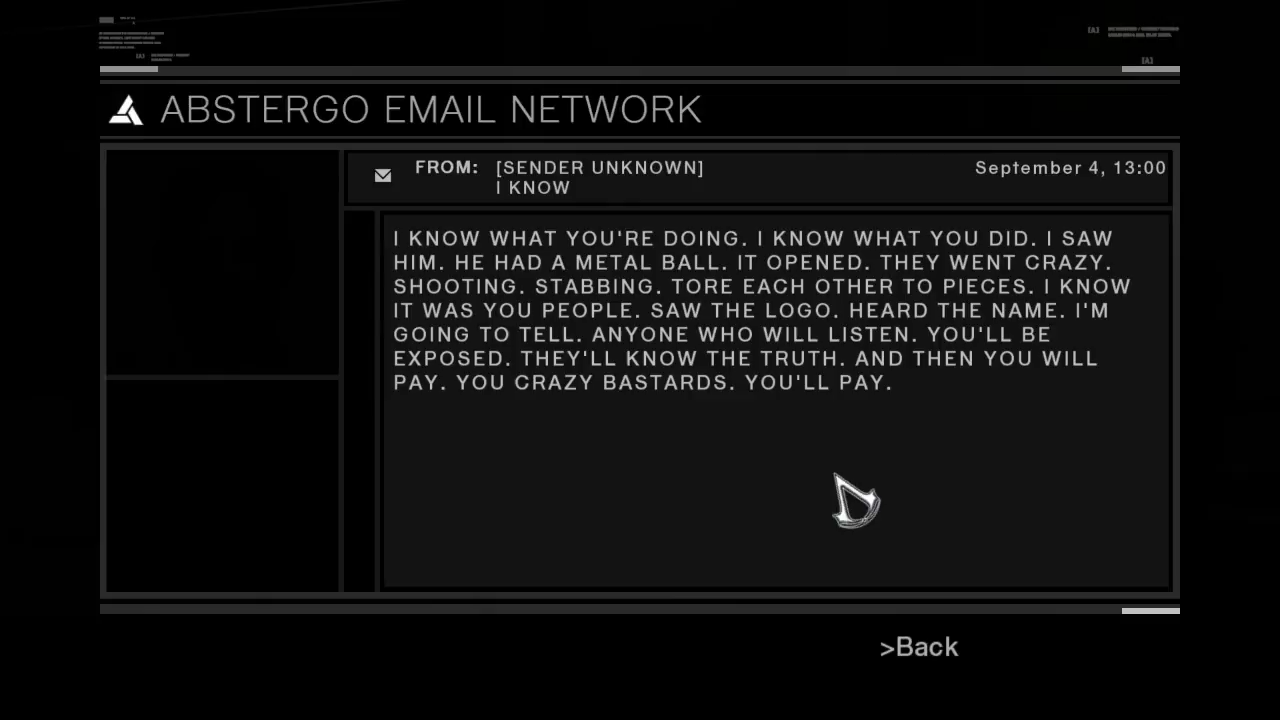 ABSTERGO EMAIL NETWORK
FROM: [SENDER UNKNOWN] September 4, 13:00
I KNOW
I KNOW WHAT YOU'RE DOING. I KNOW WHAT YOU DID. I SAW
HIM. HE HAD A METAL BALL. IT OPENED. THEY WENT CRAZY.
SHOOTING. STABBING. TORE EACH OTHER TO PIECES. I KNOW
IT WAS YOU PEOPLE. SAW THE LOGO. HEARD THE NAME. I'M
GOING TO TELL. ANYONE WHO WILL LISTEN. YOU'LL BE
EXPOSED. THEY'LL KNOW THE TRUTH. AND THEN YOU WILL
PAY. YOU CRAZY BASTARDS. YOU'LL PAY.
>Back